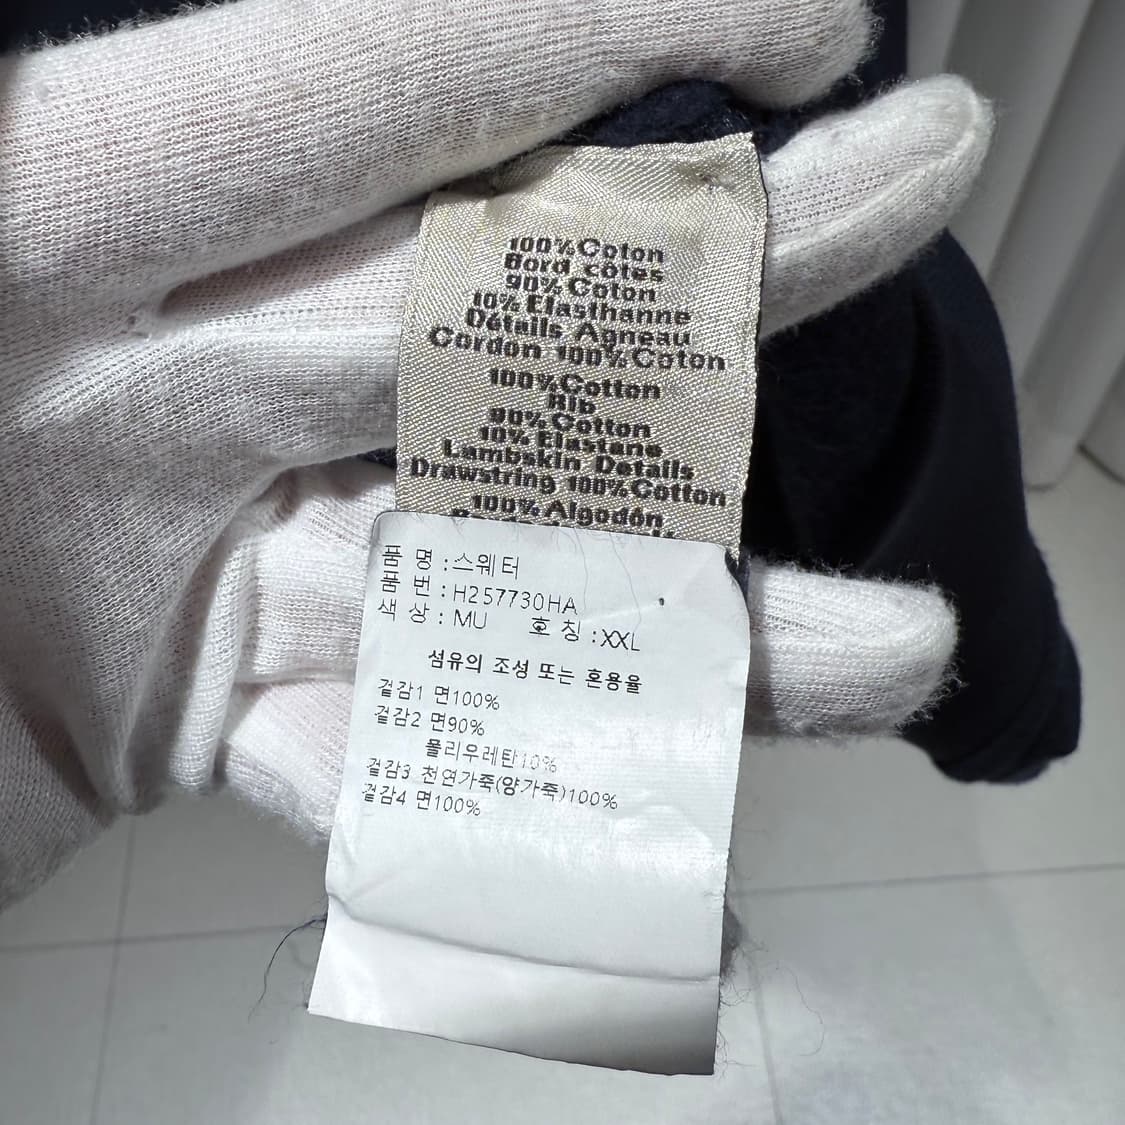 100% Coton
Bord côtes
90% Coton
10% Elasthanne
Détails Agneau
Cordon 100% Coton
100% Cotton
Rib
90% Cotton
10% Elastane
Lambskin Details
Drawstring 100% Cotton
100% Algodón
품 명 : 스웨터
품 번 : H257730HA
색 상 : MU 호 칭 : XXL
섬유의 조성 또는 혼용율
겉감1 면100%
겉감2 면90%
폴리우레탄10%
겉감3 천연가죽(양가죽)100%
겉감4 면100%